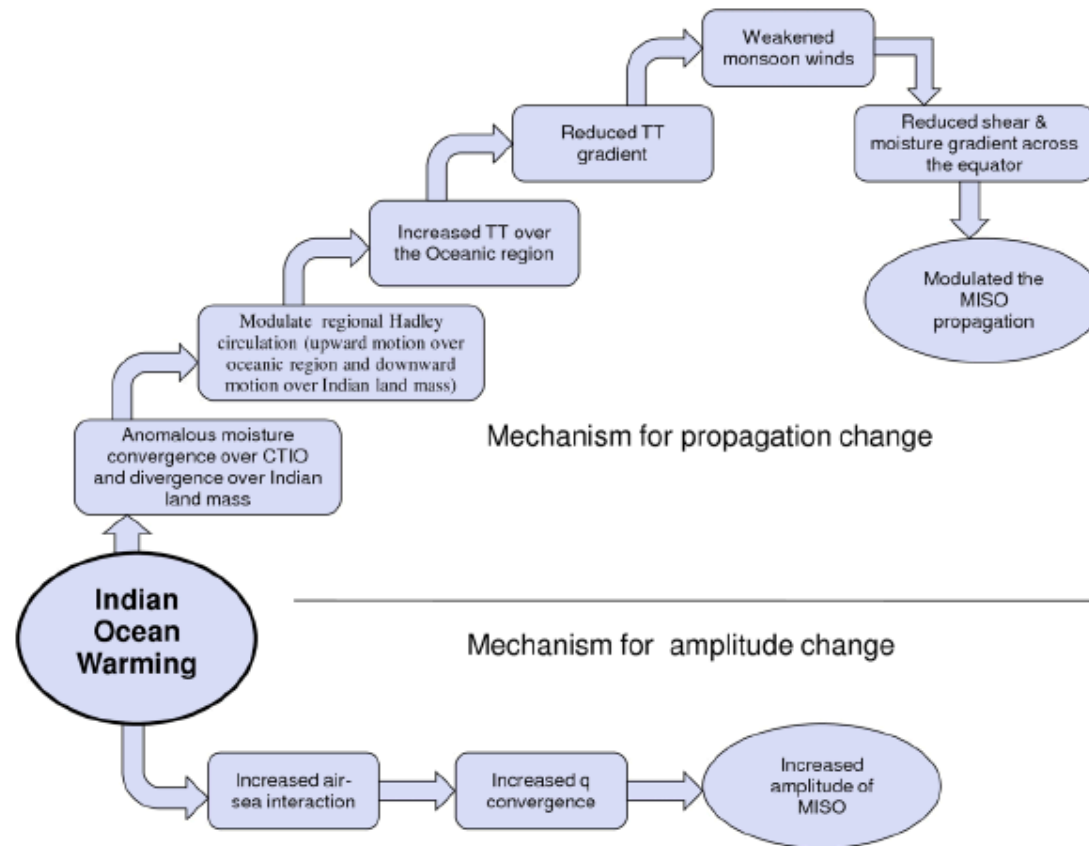 Weakened
monsoon winds
Reduced TT
gradient
Reduced shear &
moisture gradient across
the equator
Increased TT over
the Oceanic region
Modulated the
MISO
propagation
Modulate regional Hadley
circulation (upward motion over
oceanic region and downward
motion over Indian land mass)
Anomalous moisture
convergence over CTIO
and divergence over Indian
land mass
Mechanism for propagation change
Indian
Ocean
Warming
Mechanism for amplitude change
Increased air-
sea interaction
Increased q
convergence
Increased
amplitude of
MISO